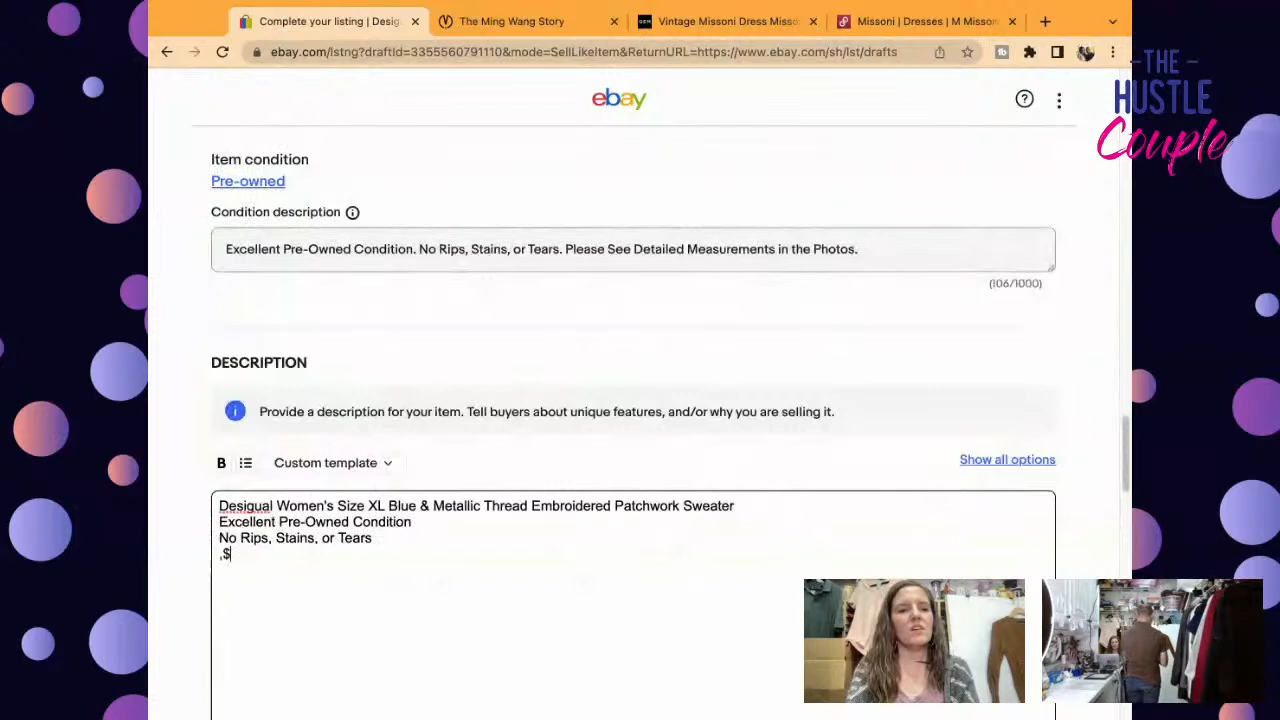 Complete your listing | Desig
The Ming Wang Story
GEM
Vintage Missoni Dress Misso
Missoni | Dresses | M Misson
ebay.com/lstng?draftId=3355560791110&mode=SellLikeItem&ReturnURL=https://www.ebay.com/sh/lst/drafts
- THE -
HUSTLE
Couple
ebay
Item condition
Pre-owned
Condition description
Excellent Pre-Owned Condition. No Rips, Stains, or Tears. Please See Detailed Measurements in the Photos.
(106/1000)
DESCRIPTION
Provide a description for your item. Tell buyers about unique features, and/or why you are selling it.
B
Custom template
Show all options
Desigual Women's Size XL Blue & Metallic Thread Embroidered Patchwork Sweater
Excellent Pre-Owned Condition
No Rips, Stains, or Tears
,$